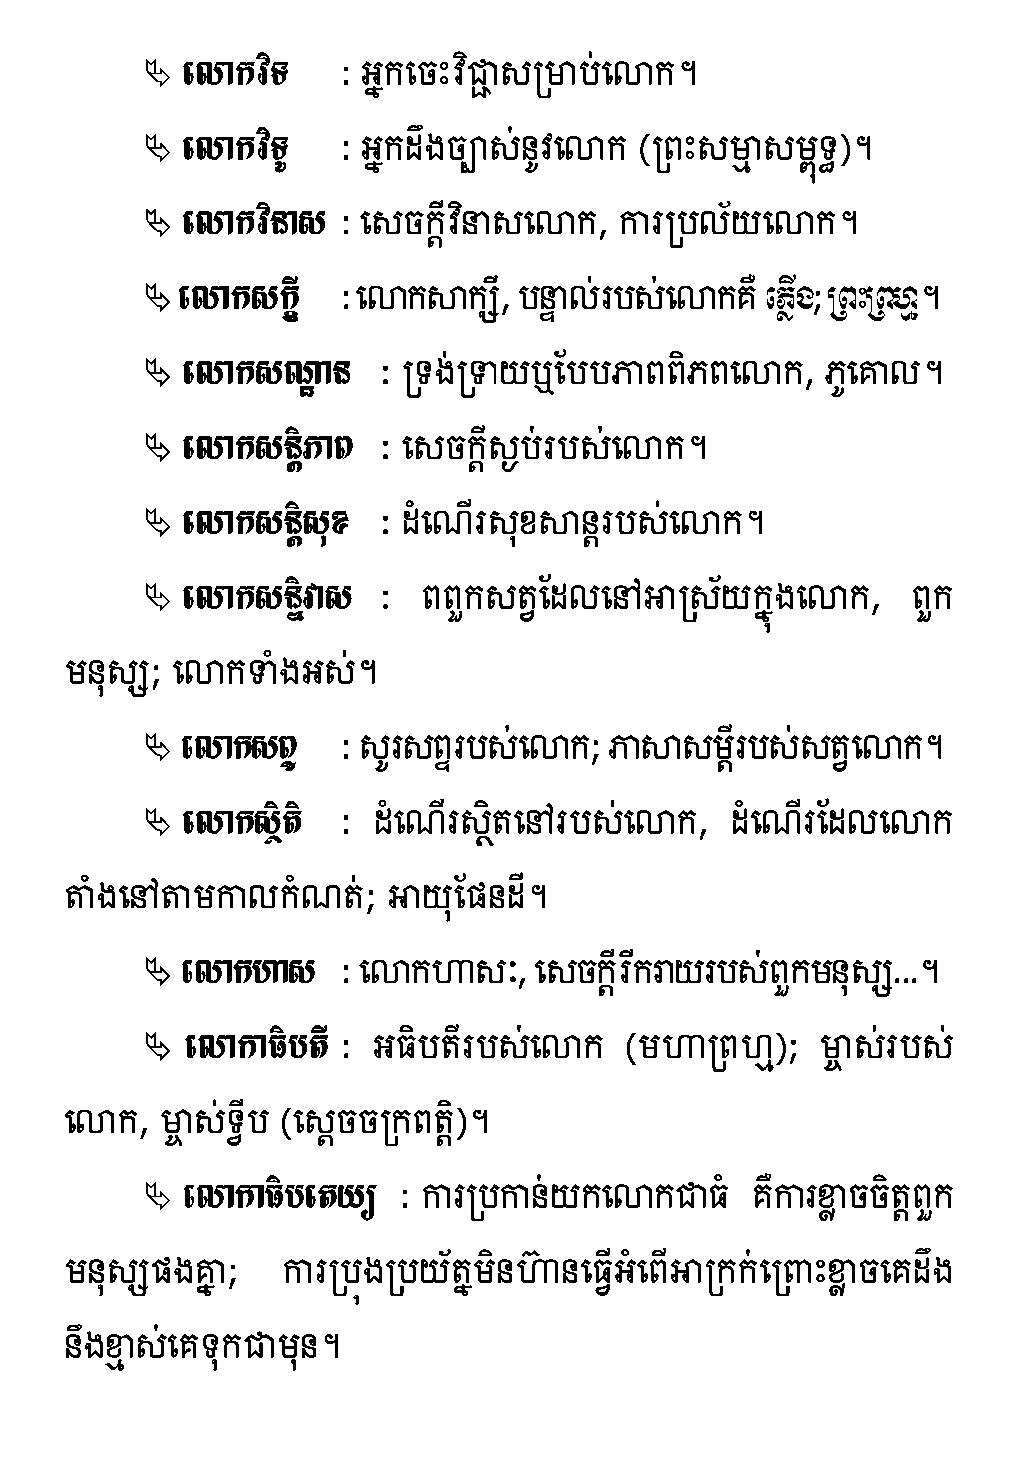 ⮱ លោកវិទ : អ្នកចេះវិជ្ជាសម្រាប់លោក។
⮱ លោកវិទូ : អ្នកដឹងច្បាស់នូវលោក (ព្រះសម្មាសម្ពុទ្ធ)។
⮱ លោកវិនាស : សេចក្ដីវិនាសលោក, ការប្រល័យលោក។
⮱ លោកសក្ខី : លោកសាក្សី, បន្ទាល់របស់លោកគឺ ភ្លើង; ព្រះព្រហ្ម។
⮱ លោកសណ្ឋាន : ទ្រង់ទ្រាយឬបែបភាពពិភពលោក, ភូគោល។
⮱ លោកសន្តិភាព : សេចក្ដីស្ងប់របស់លោក។
⮱ លោកសន្តិសុខ : ដំណើរសុខសាន្តរបស់លោក។
⮱ លោកសន្និវាស : ពពួកសត្វដែលនៅអាស្រ័យក្នុងលោក, ពួក
មនុស្ស; លោកទាំងអស់។
⮱ លោកសព្ទ : សូរសព្ទរបស់លោក; ភាសាសម្ដីរបស់សត្វលោក។
⮱ លោកស្ថិតិ : ដំណើរស្ថិតនៅរបស់លោក, ដំណើរដែលលោក
តាំងនៅតាមកាលកំណត់; អាយុផែនដី។
⮱ លោកហាស : លោកហាសៈ, សេចក្ដីរីករាយរបស់ពួកមនុស្ស...។
⮱ លោកាធិបតី : អធិបតីរបស់លោក (មហាព្រហ្ម); ម្ចាស់របស់
លោក, ម្ចាស់ទ្វីប (ស្ដេចចក្រពត្តិ)។
⮱ លោកាធិបតេយ្យ : ការប្រកាន់យកលោកជាធំ គឺការខ្លាចចិត្តពួក
មនុស្សផងគ្នា; ការប្រុងប្រយ័ត្នមិនហ៊ានធ្វើអំពើអាក្រក់ព្រោះខ្លាចគេដឹង
នឹងខ្មាស់គេទុកជាមុន។